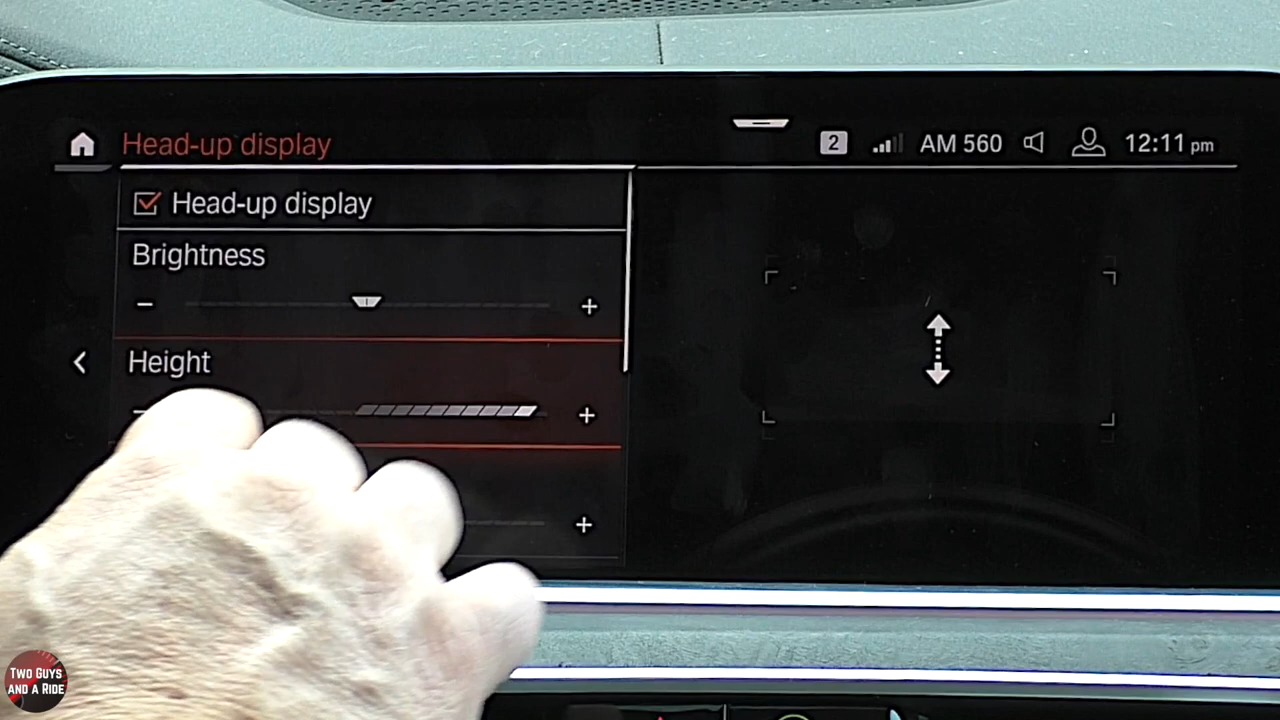 Head-up display
2 AM 560 12:11 pm
Head-up display
Brightness
- +
Height
+
+
TWO GUYS
AND A RIDE